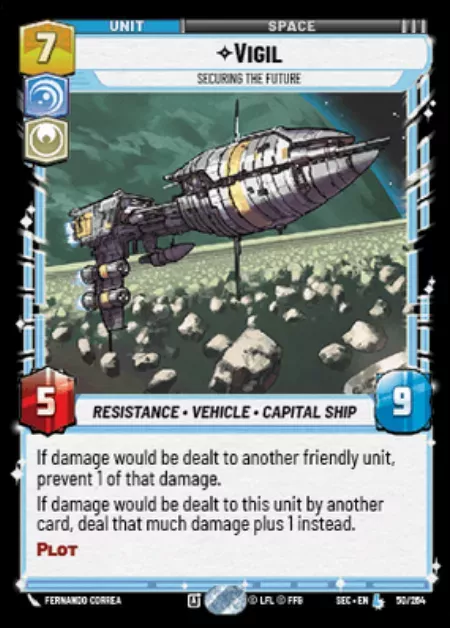 UNIT SPACE
7
✧VIGIL
SECURING THE FUTURE
5
RESISTANCE • VEHICLE • CAPITAL SHIP
9
If damage would be dealt to another friendly unit,
prevent 1 of that damage.
If damage would be dealt to this unit by another
card, deal that much damage plus 1 instead.
PLOT
FERNANDO CORREA A © LFL © FFG SEC • EN L 50/264